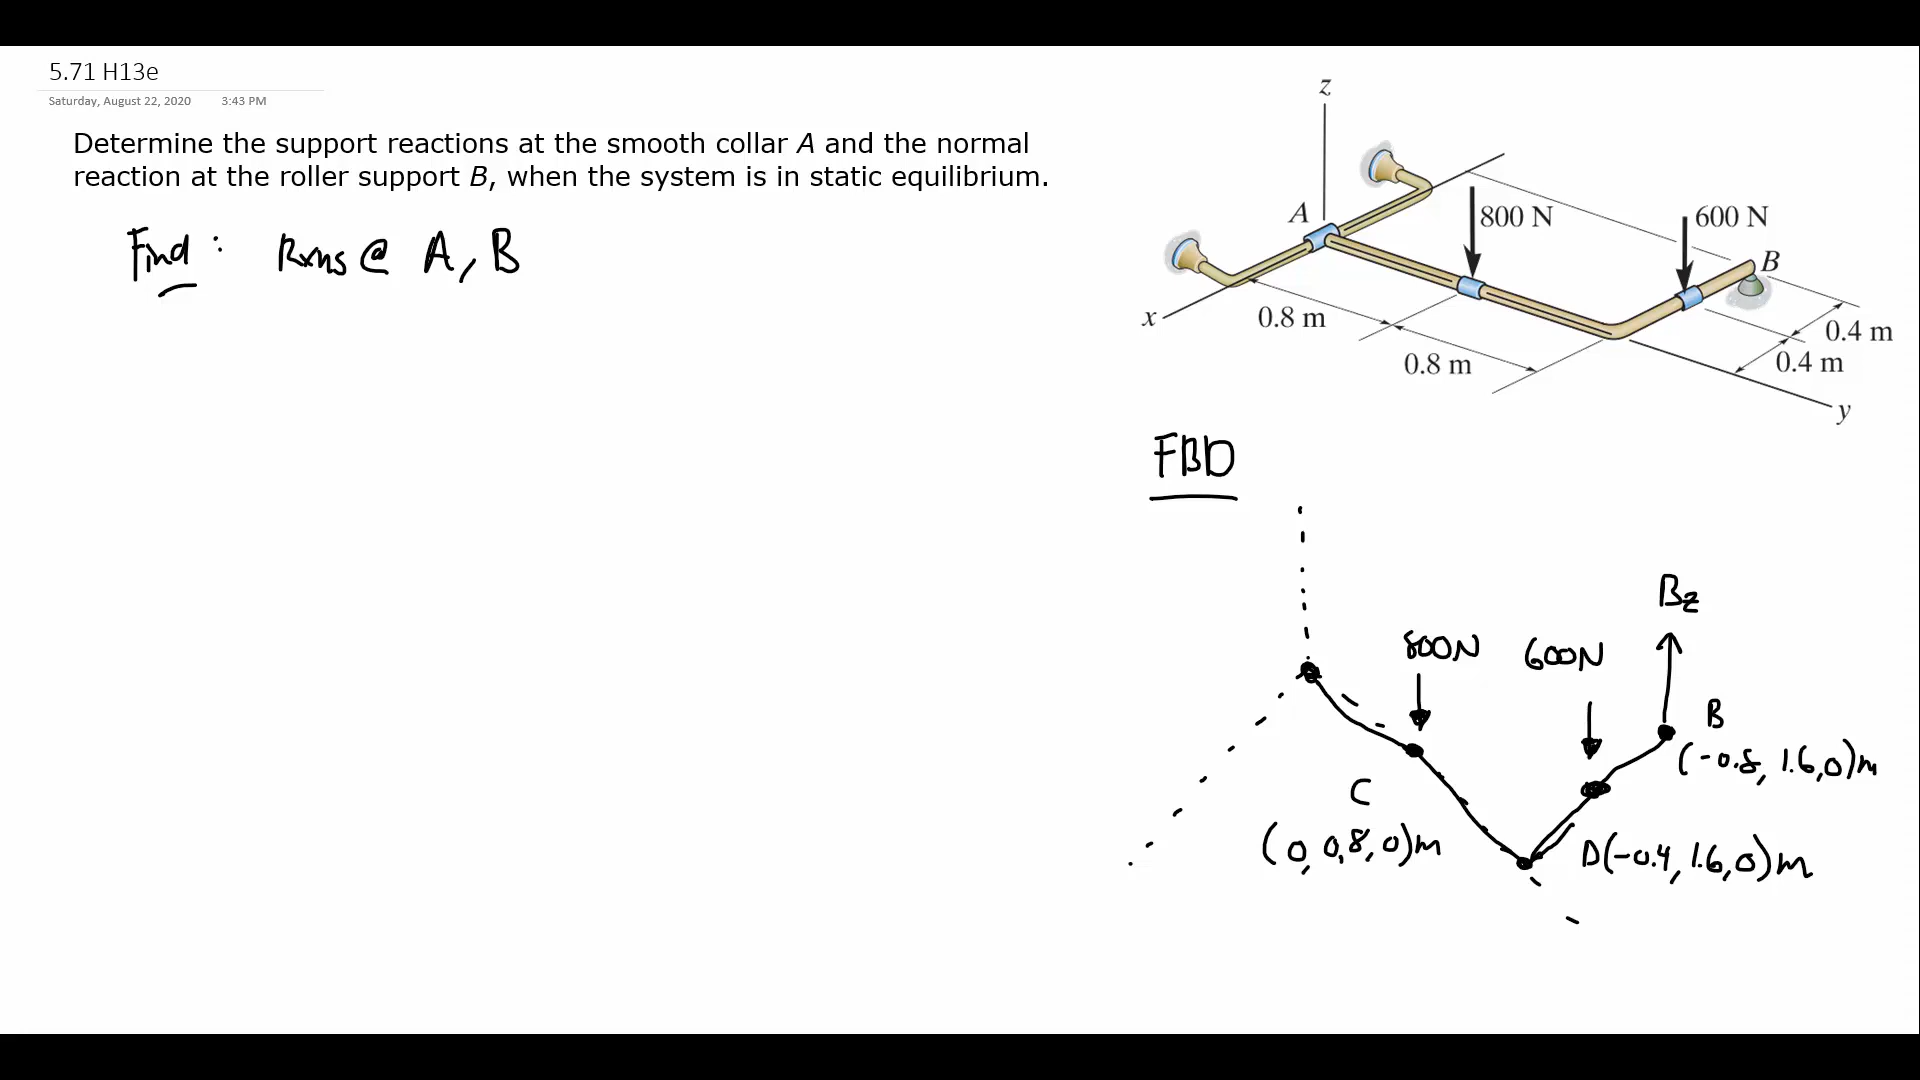 5.71 H13e
Saturday, August 22, 2020 3:43 PM
Determine the support reactions at the smooth collar A and the normal
reaction at the roller support B, when the system is in static equilibrium.
Find : Rxns @ A, B
z
A
800 N
600 N
B
x
0.8 m
0.8 m
0.4 m
0.4 m
y
FBD
Bz
800N
600N
B
(-0.8, 1.6, 0)m
C
(0, 0.8, 0)m
D(-0.4, 1.6, 0)m